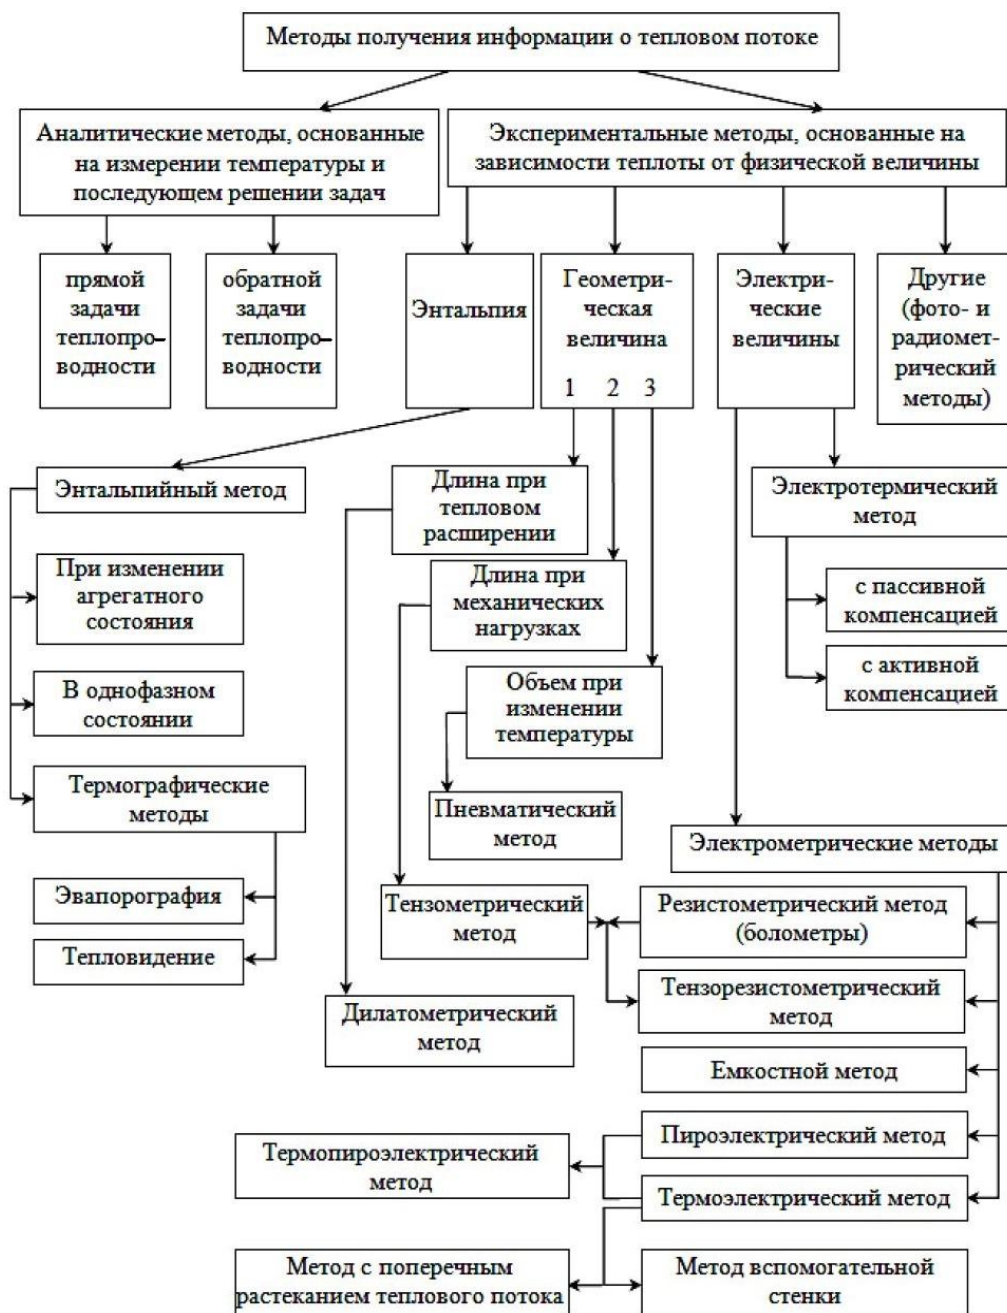 Методы получения информации о тепловом потоке
Аналитические методы, основанные
на измерении температуры и
последующем решении задач
Экспериментальные методы, основанные на
зависимости теплоты от физической величины
прямой
задачи
теплопро–
водности
обратной
задачи
теплопро–
водности
Энтальпия
Геометри-
ческая
величина
1 2 3
Электри-
ческие
величины
Другие
(фото- и
радиомет-
рический
методы)
Энтальпийный метод
Длина при
тепловом
расширении
Электротермический
метод
При изменении
агрегатного
состояния
Длина при
механических
нагрузках
с пассивной
компенсацией
с активной
компенсацией
В однофазном
состоянии
Объем при
изменении
температуры
Термографические
методы
Пневматический
метод
Электрометрические методы
Эвапорография
Тепловидение
Тензометрический
метод
Резистометрический метод
(болометры)
Тензорезистометрический
метод
Дилатометрический
метод
Емкостной метод
Пироэлектрический метод
Термопироэлектрический
метод
Термоэлектрический метод
Метод с поперечным
растеканием теплового потока
Метод вспомогательной
стенки